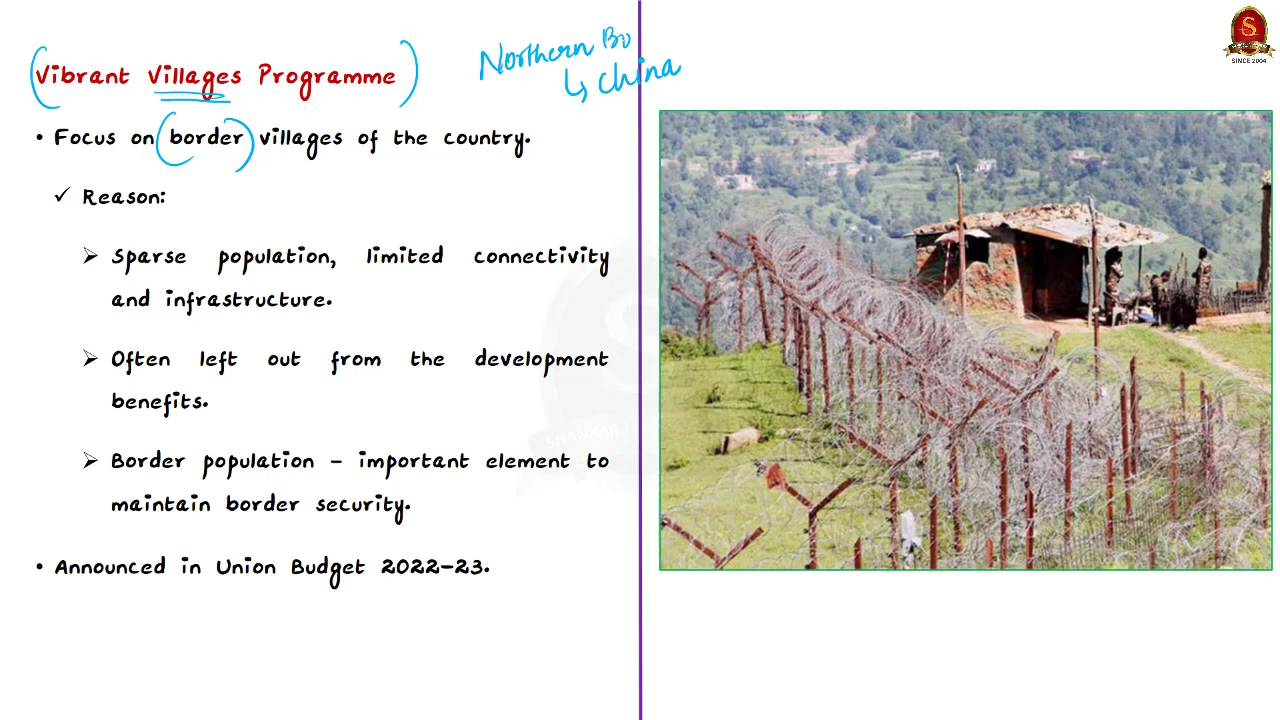 Vibrant Villages Programme
Northern Bo
↳ China
• Focus on border villages of the country.
✓ Reason:
➢ Sparse population, limited connectivity
and infrastructure.
➢ Often left out from the development
benefits.
➢ Border population – important element to
maintain border security.
• Announced in Union Budget 2022-23.
S
SINCE 2004